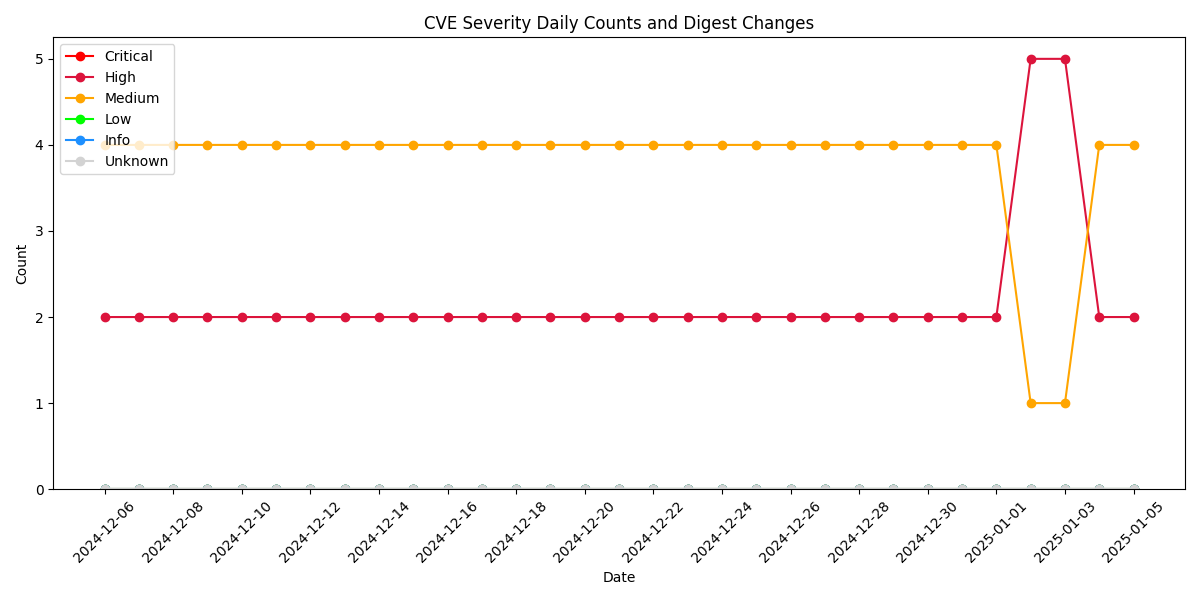 CVE Severity Daily Counts and Digest Changes
Critical
High
Medium
Low
Info
Unknown
Count
5
4
3
2
1
0
2024-12-06
2024-12-08
2024-12-10
2024-12-12
2024-12-14
2024-12-16
2024-12-18
2024-12-20
2024-12-22
2024-12-24
2024-12-26
2024-12-28
2024-12-30
2025-01-01
2025-01-03
2025-01-05
Date